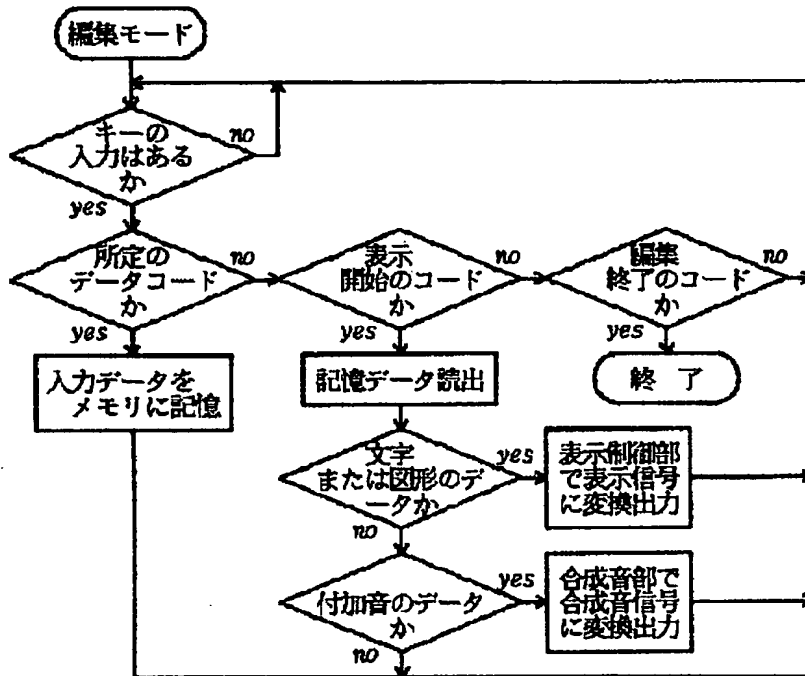 編集モード
キーの
入力はある
か
no
yes
所定の
データコード
か
no
yes
表示
開始のコード
か
no
yes
編集
終了のコード
か
no
yes
入力データを
メモリに記憶
記憶データ読出
終 了
文字
または図形のデ
ータか
yes
no
表示制御部
で表示信号
に変換出力
付加音のデータ
か
yes
no
合成音部で
合成音信号
に変換出力